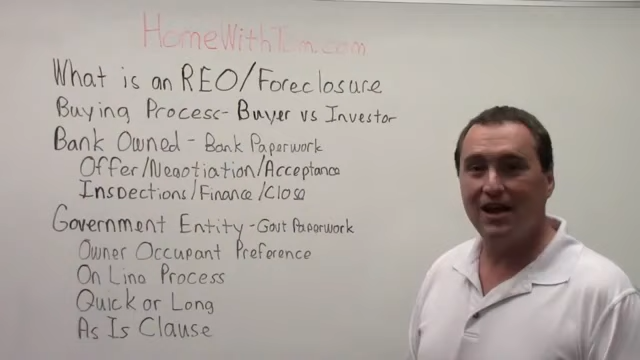 HomeWithTom.com
What is an REO/Foreclosure
Buying Process - Buyer vs Investor
Bank Owned - Bank Paperwork
Offer/Negotiation/Acceptance
Inspections/Finance/Close
Government Entity - Govt Paperwork
Owner Occupant Preference
On Line Process
Quick or Long
As Is Clause